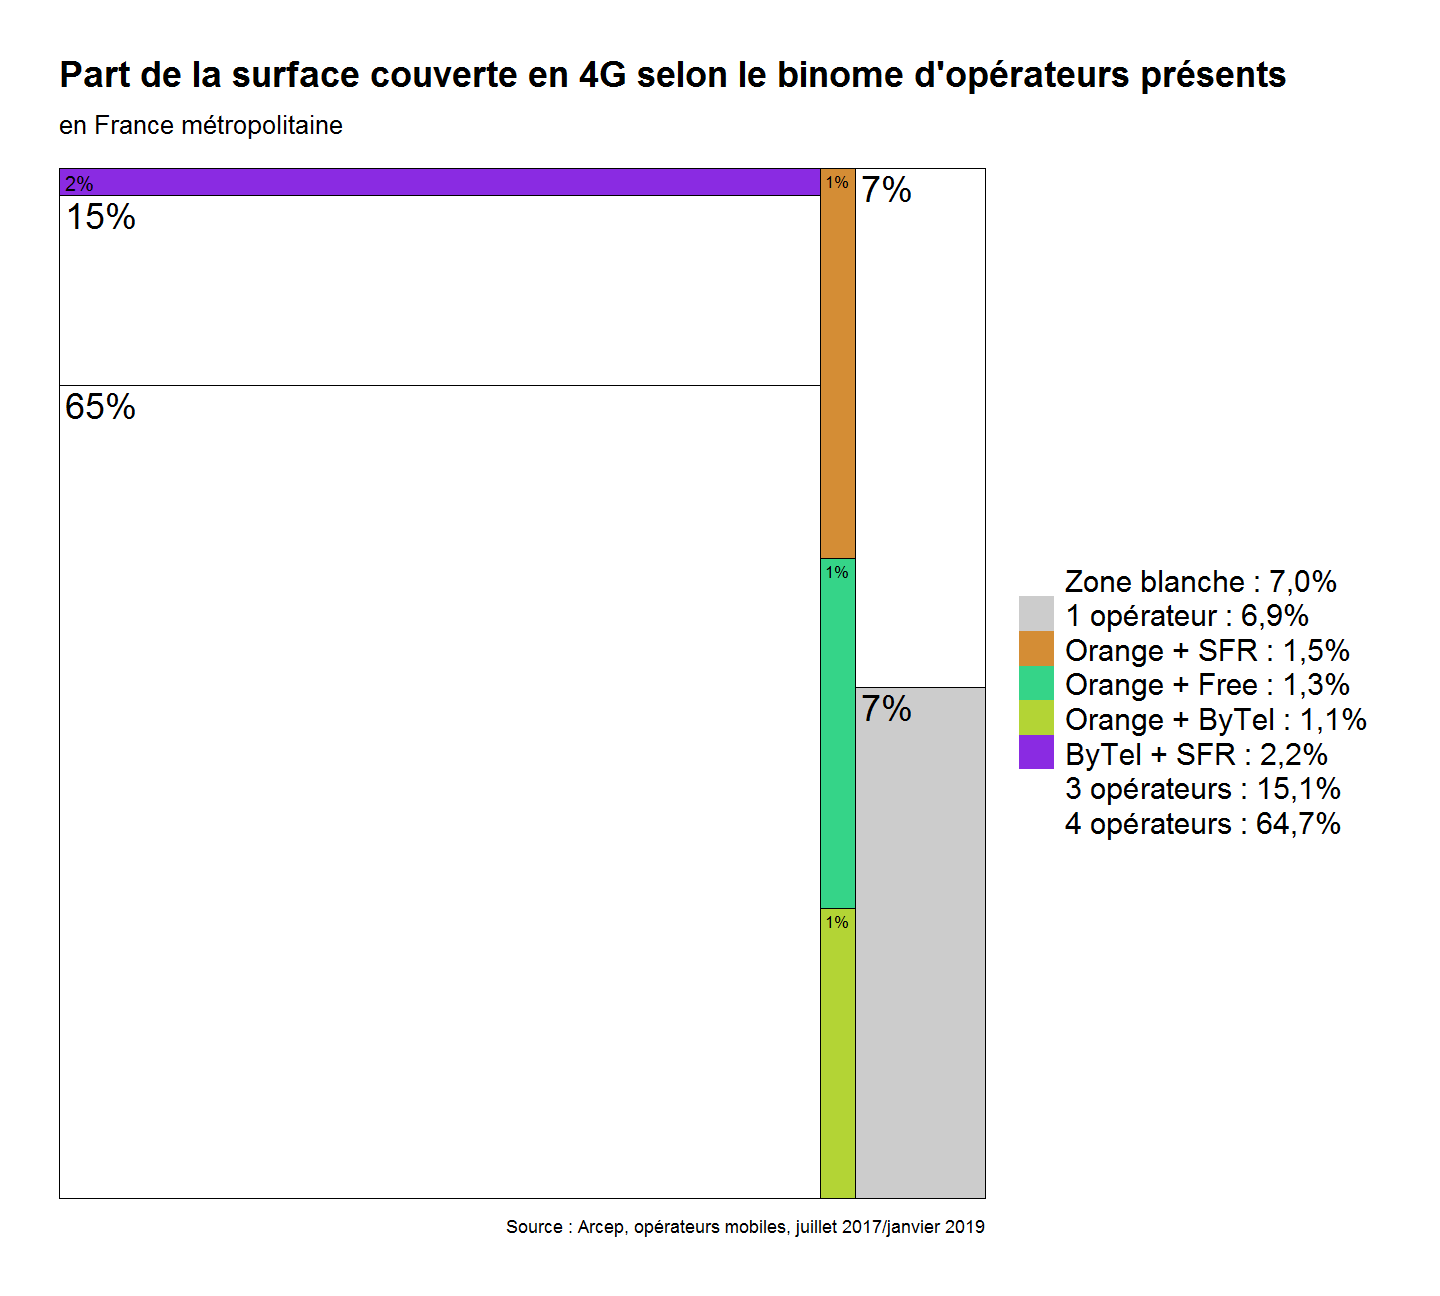 Part de la surface couverte en 4G selon le binome d'opérateurs présents
en France métropolitaine
2%
15%
65%
1%
1%
1%
7%
7%
Zone blanche : 7,0%
1 opérateur : 6,9%
Orange + SFR : 1,5%
Orange + Free : 1,3%
Orange + ByTel : 1,1%
ByTel + SFR : 2,2%
3 opérateurs : 15,1%
4 opérateurs : 64,7%
Source : Arcep, opérateurs mobiles, juillet 2017/janvier 2019